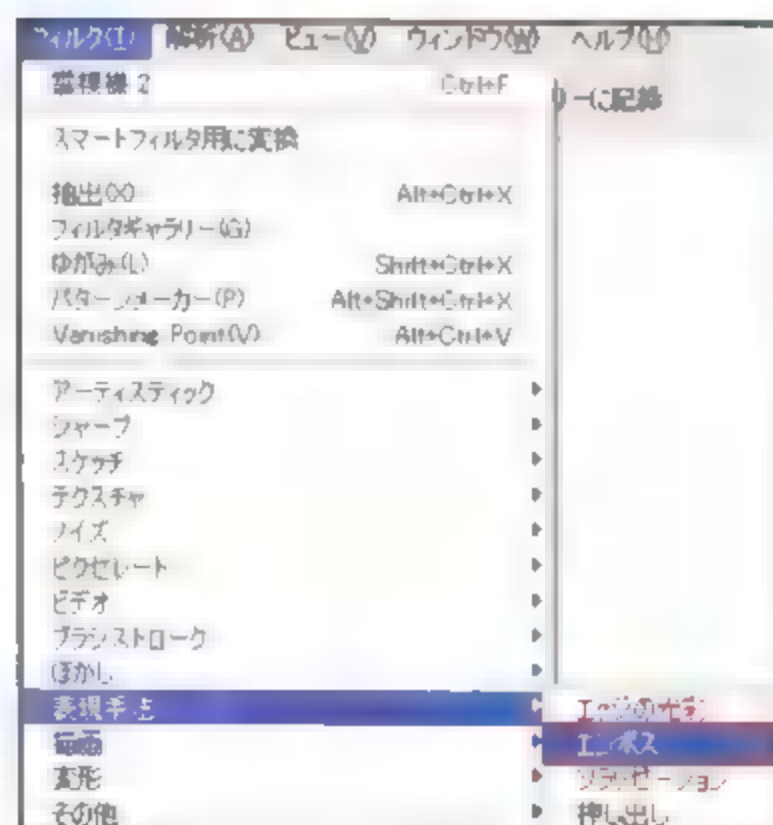 フィルタ(T) 解析(A) ビュー(V) ウィンドウ(W) ヘルプ(H)
2 Ctrl+F
ーに記録
スマートフィルタ用に変換
抽出(X) Alt+Ctrl+X
フィルタギャラリー(G)
ゆがみ(L) Shift+Ctrl+X
パターンメーカー(P) Alt+Shift+Ctrl+X
Vanishing Point(V) Alt+Ctrl+V
アーティスティック
シャープ
スケッチ
テクスチャ
ノイズ
ピクセレート
ビデオ
ブラシストローク
ぼかし
表現手法
エッジの光彩
描画
エンボス
変形
ソラリゼーション
その他
押し出し